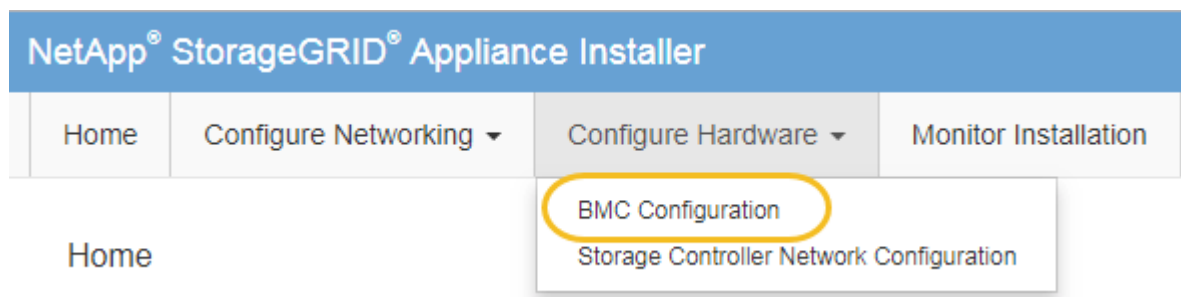 NetApp® StorageGRID® Appliance Installer
Home Configure Networking Configure Hardware Monitor Installation
BMC Configuration
Home
Storage Controller Network Configuration